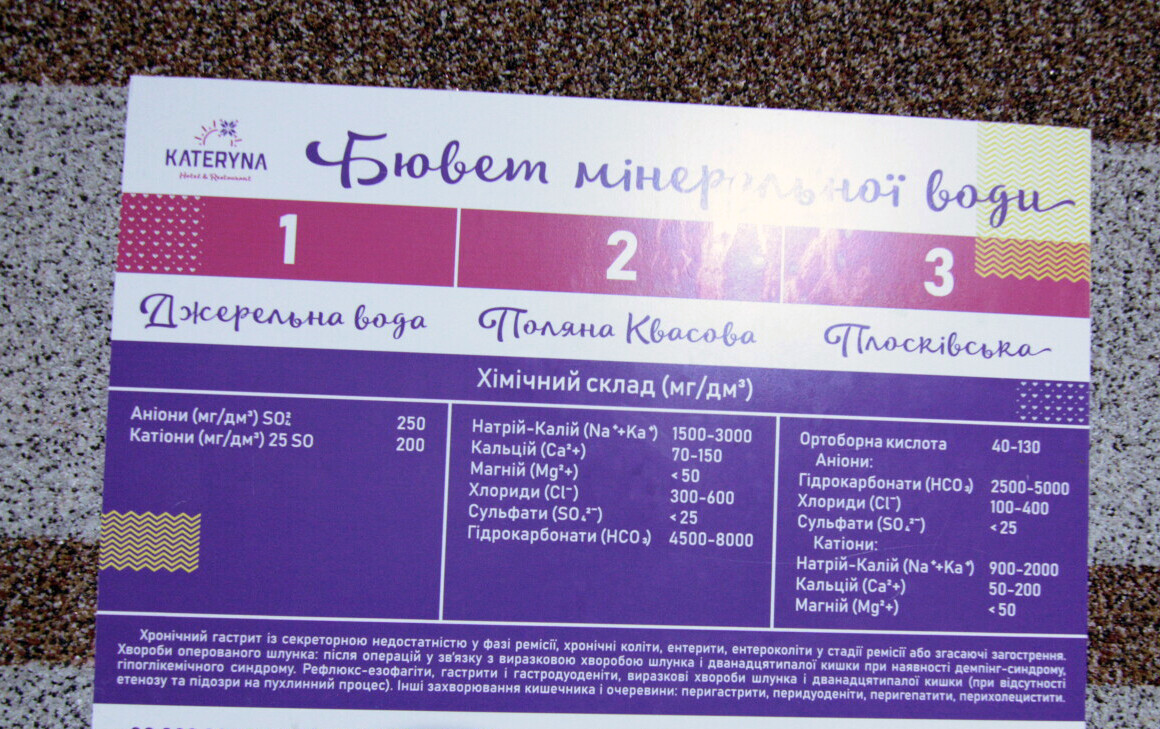 KATERYNA
Hotel & Restaurant
Бювет мінеральної води
1 2 3
Джерельна вода Поляна Квасова Плосківська
Хімічний склад (мг/дм³)
Аніони (мг/дм³) SO₄² 250
Катіони (мг/дм³) 25 SO 200
Натрій-Калій (Na⁺+Ka⁺) 1500-3000
Кальцій (Ca²+) 70-150
Магній (Mg²+) <50
Хлориди (Cl⁻) 300-600
Сульфати (SO₄²⁻) <25
Гідрокарбонати (HCO₃) 4500-8000
Ортоборна кислота 40-130
Аніони:
Гідрокарбонати (HCO₃) 2500-5000
Хлориди (Cl⁻) 100-400
Сульфати (SO₄²⁻) <25
Катіони:
Натрій-Калій (Na⁺+Ka⁺) 900-2000
Кальцій (Ca²+) 50-200
Магній (Mg²+) <50
Хронічний гастрит із секреторною недостатністю у фазі ремісії, хронічні коліти, ентерити, ентероколіти у стадії ремісії або згасаючі загострення.
Хвороби оперованого шлунка: після операцій у зв'язку з виразковою хворобою шлунка і дванадцятипалої кишки при наявності демпінг-синдрому,
гіпоглікемічного синдрому. Рефлюкс-езофагіти, гастрити і гастродуоденіти, виразкові хвороби шлунка і дванадцятипалої кишки (при відсутності
стенозу та підозри на пухлинний процес). Інші захворювання кишечника і очеревини: перигастрити, перидуоденіти, перигепатити, перихолецистити.